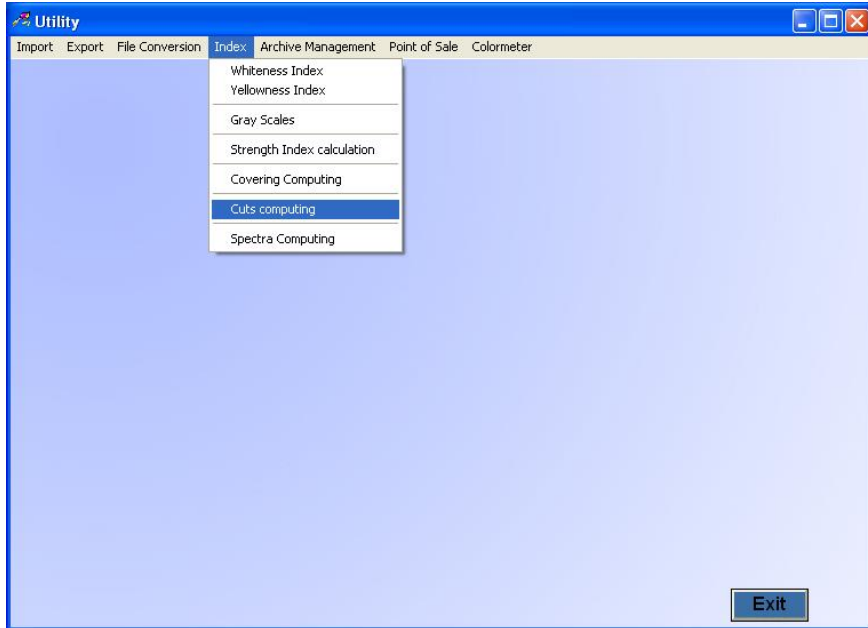 Utility
Import Export File Conversion Index Archive Management Point of Sale Colormeter
Whiteness Index
Yellowness Index
Gray Scales
Strength Index calculation
Covering Computing
Cuts computing
Spectra Computing
Exit